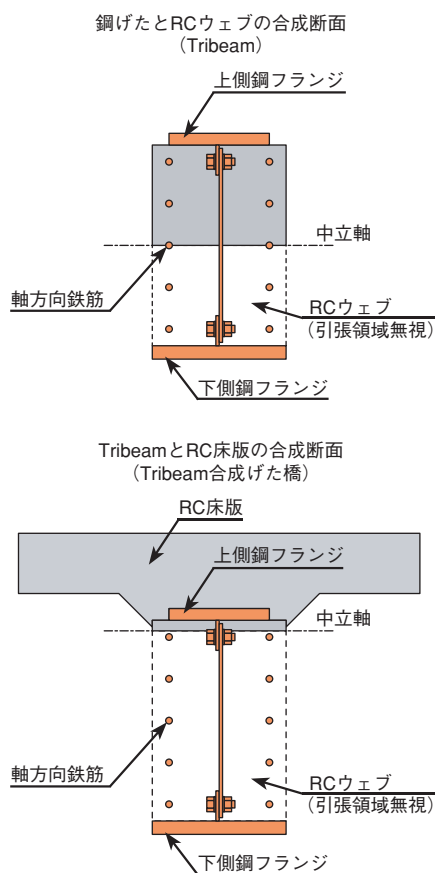 鋼げたとRCウェブの合成断面
（Tribeam）
上側鋼フランジ
中立軸
軸方向鉄筋
RCウェブ
（引張領域無視）
下側鋼フランジ
TribeamとRC床版の合成断面
（Tribeam合成げた橋）
RC床版
上側鋼フランジ
中立軸
軸方向鉄筋
RCウェブ
（引張領域無視）
下側鋼フランジ